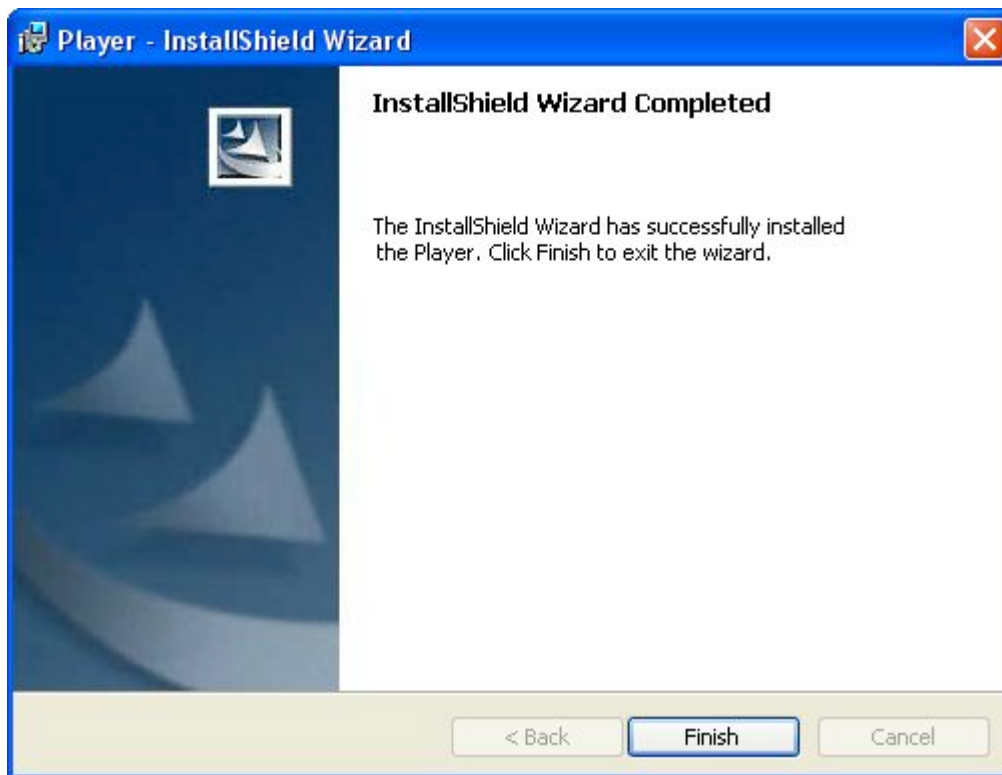 Player - InstallShield Wizard
InstallShield Wizard Completed
The InstallShield Wizard has successfully installed
the Player. Click Finish to exit the wizard.
< Back
Finish
Cancel